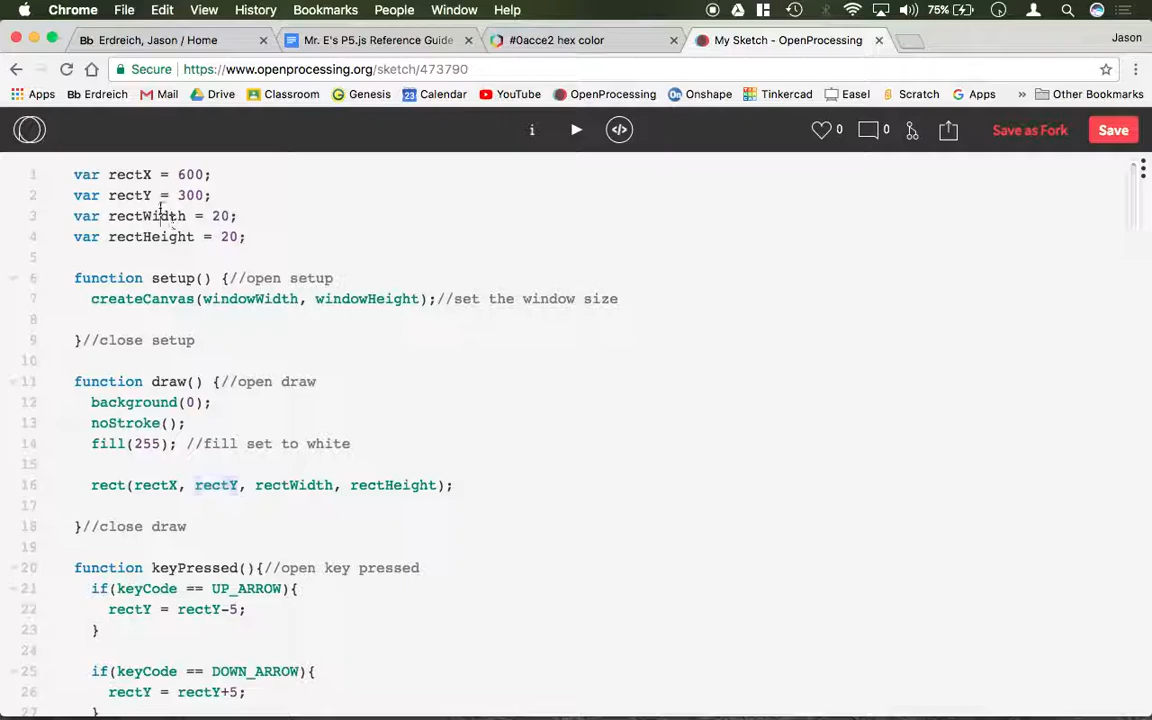 Chrome File Edit View History Bookmarks People Window Help 75%
Bb Erdreich, Jason / Home Mr. E's P5.js Reference Guide #0acce2 hex color My Sketch - OpenProcessing Jason
Secure https://www.openprocessing.org/sketch/473790
Apps Bb Erdreich Mail Drive Classroom Genesis 23 Calendar YouTube OpenProcessing Onshape Tinkercad Easel Scratch Apps » Other Bookmarks
i </> 0 0 Save as Fork Save
1 var rectX = 600;
2 var rectY = 300;
3 var rectWidth = 20;
4 var rectHeight = 20;
5
6 function setup() {//open setup
7 createCanvas(windowWidth, windowHeight);//set the window size
8
9 }//close setup
10
11 function draw() {//open draw
12 background(0);
13 noStroke();
14 fill(255); //fill set to white
15
16 rect(rectX, rectY, rectWidth, rectHeight);
17
18 }//close draw
19
20 function keyPressed(){//open key pressed
21 if(keyCode == UP_ARROW){
22 rectY = rectY-5;
23 }
24
25 if(keyCode == DOWN_ARROW){
26 rectY = rectY+5;
27 }